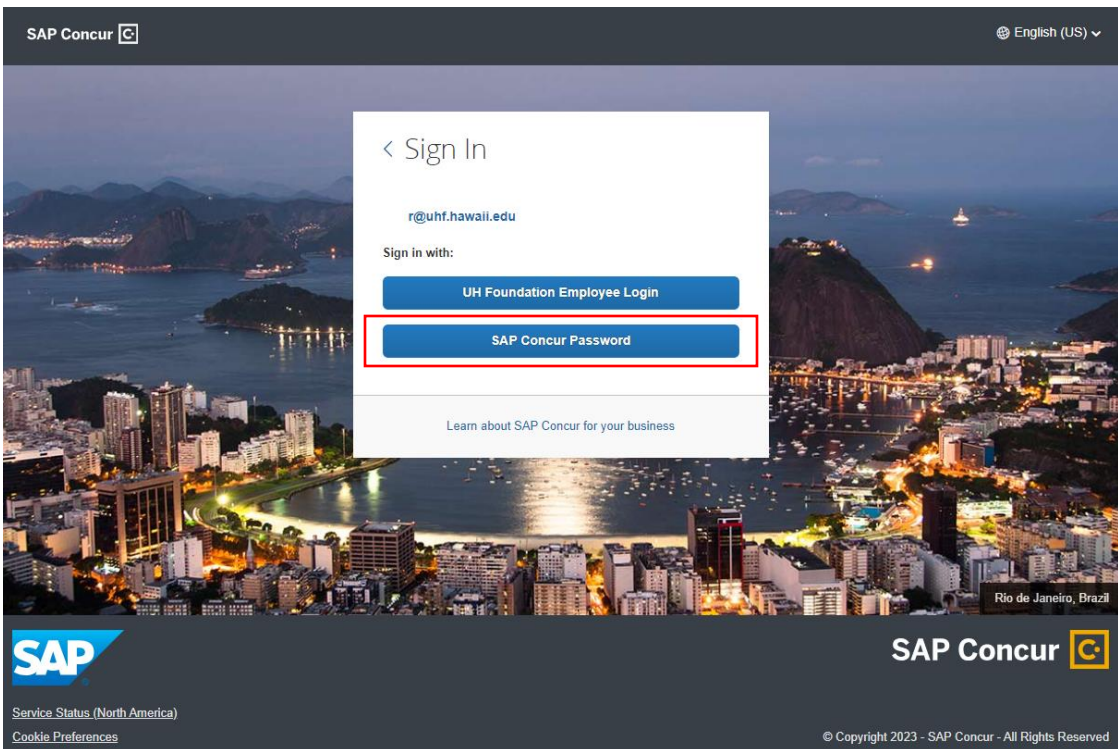 SAP Concur
English (US)
Sign In
r@uhf.hawaii.edu
Sign in with:
UH Foundation Employee Login
SAP Concur Password
Learn about SAP Concur for your business
Rio de Janeiro, Brazil
SAP
SAP Concur
Service Status (North America)
Cookie Preferences
© Copyright 2023 - SAP Concur - All Rights Reserved